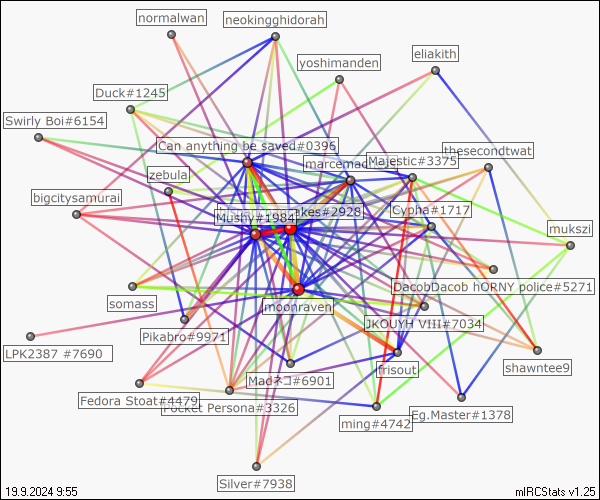 normalwan
neokingghidorah
yoshimanden
eliakith
Duck#1245
Swirly Boi#6154
Can anything be saved#0396
thesecondtwat
Majestic#3375
zebula
bigcitysamurai
akes#2928
Mushy#1984
Cypha#1717
mukszi
DacobDacob hORNY police#5271
somass
moonraven
JKOUYH VIII#7034
Pikabro#9971
LPK2387 #7690
frisout
shawntee9
Madネコ#6901
Fedora Stoat#4479
Pocket Persona#3326
Eg.Master#1378
ming#4742
Silver#7938
19.9.2024 9:55
mIRCStats v1.25